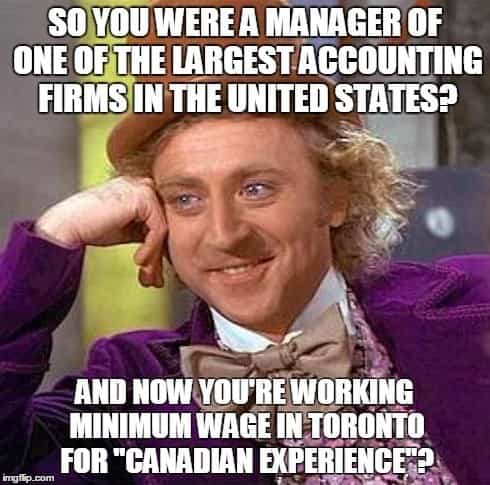 SO YOU WERE A MANAGER OF
ONE OF THE LARGEST ACCOUNTING
FIRMS IN THE UNITED STATES?
AND NOW YOU'RE WORKING
MINIMUM WAGE IN TORONTO
FOR "CANADIAN EXPERIENCE"?
imgflip.com